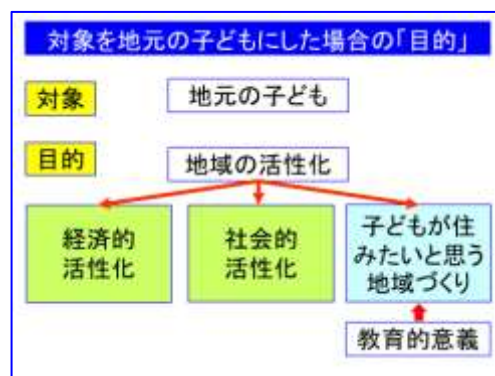 対象を地元の子どもにした場合の「目的」
対象
地元の子ども
目的
地域の活性化
経済的
活性化
社会的
活性化
子どもが住
みたいと思う
地域づくり
教育的意義